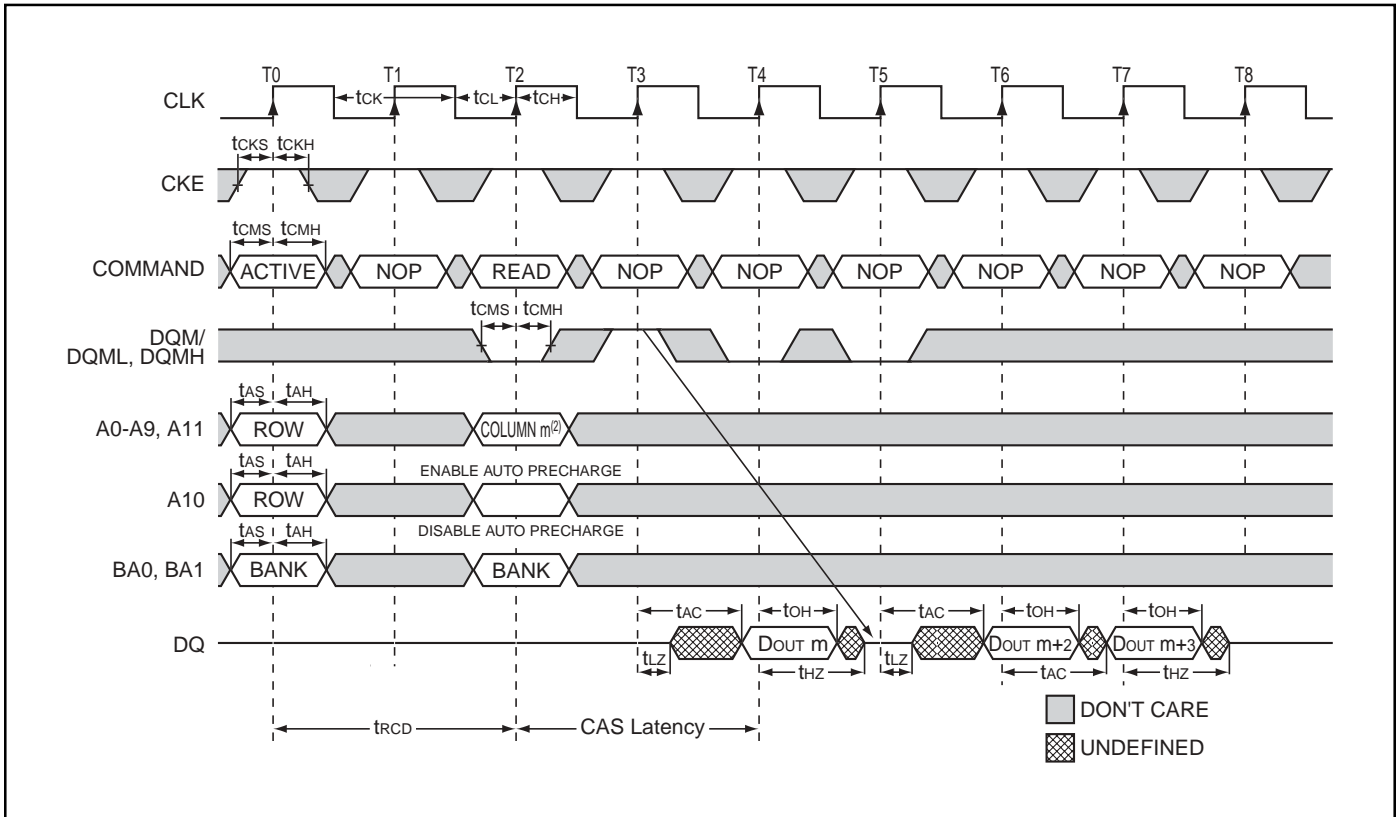 T0 T1 T2 T3 T4 T5 T6 T7 T8
CLK tCK tCL tCH
tCKS tCKH
CKE
tCMS tCMH
COMMAND ACTIVE NOP READ NOP NOP NOP NOP NOP NOP
tCMS tCMH
DQM/
DQML, DQMH
tAS tAH
A0-A9, A11 ROW COLUMN m(2)
tAS tAH ENABLE AUTO PRECHARGE
A10 ROW
tAS tAH DISABLE AUTO PRECHARGE
BA0, BA1 BANK BANK
tAC tOH tAC tOH tOH
DQ DOUT m DOUT m+2 DOUT m+3
tLZ tHZ tLZ tAC tHZ
tRCD CAS Latency
DON'T CARE
UNDEFINED